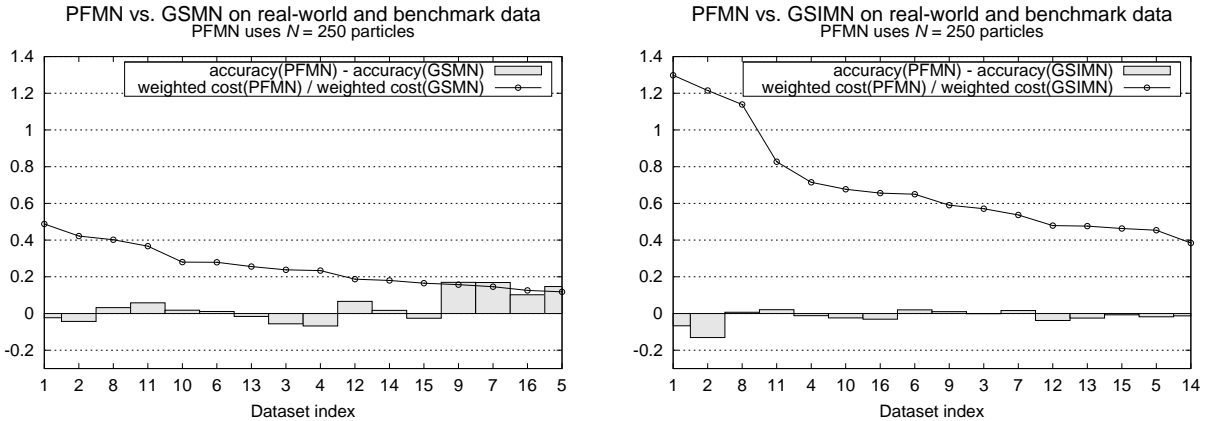 PFMN vs. GSMN on real-world and benchmark data
PFMN uses N = 250 particles
accuracy(PFMN) - accuracy(GSMN)
weighted cost(PFMN) / weighted cost(GSMN)
1.4
1.2
1
0.8
0.6
0.4
0.2
0
-0.2
1 2 8 11 10 6 13 3 4 12 14 15 9 7 16 5
Dataset index
PFMN vs. GSIMN on real-world and benchmark data
PFMN uses N = 250 particles
accuracy(PFMN) - accuracy(GSIMN)
weighted cost(PFMN) / weighted cost(GSIMN)
1.4
1.2
1
0.8
0.6
0.4
0.2
0
-0.2
1 2 8 11 4 10 16 6 9 3 7 12 13 15 5 14
Dataset index